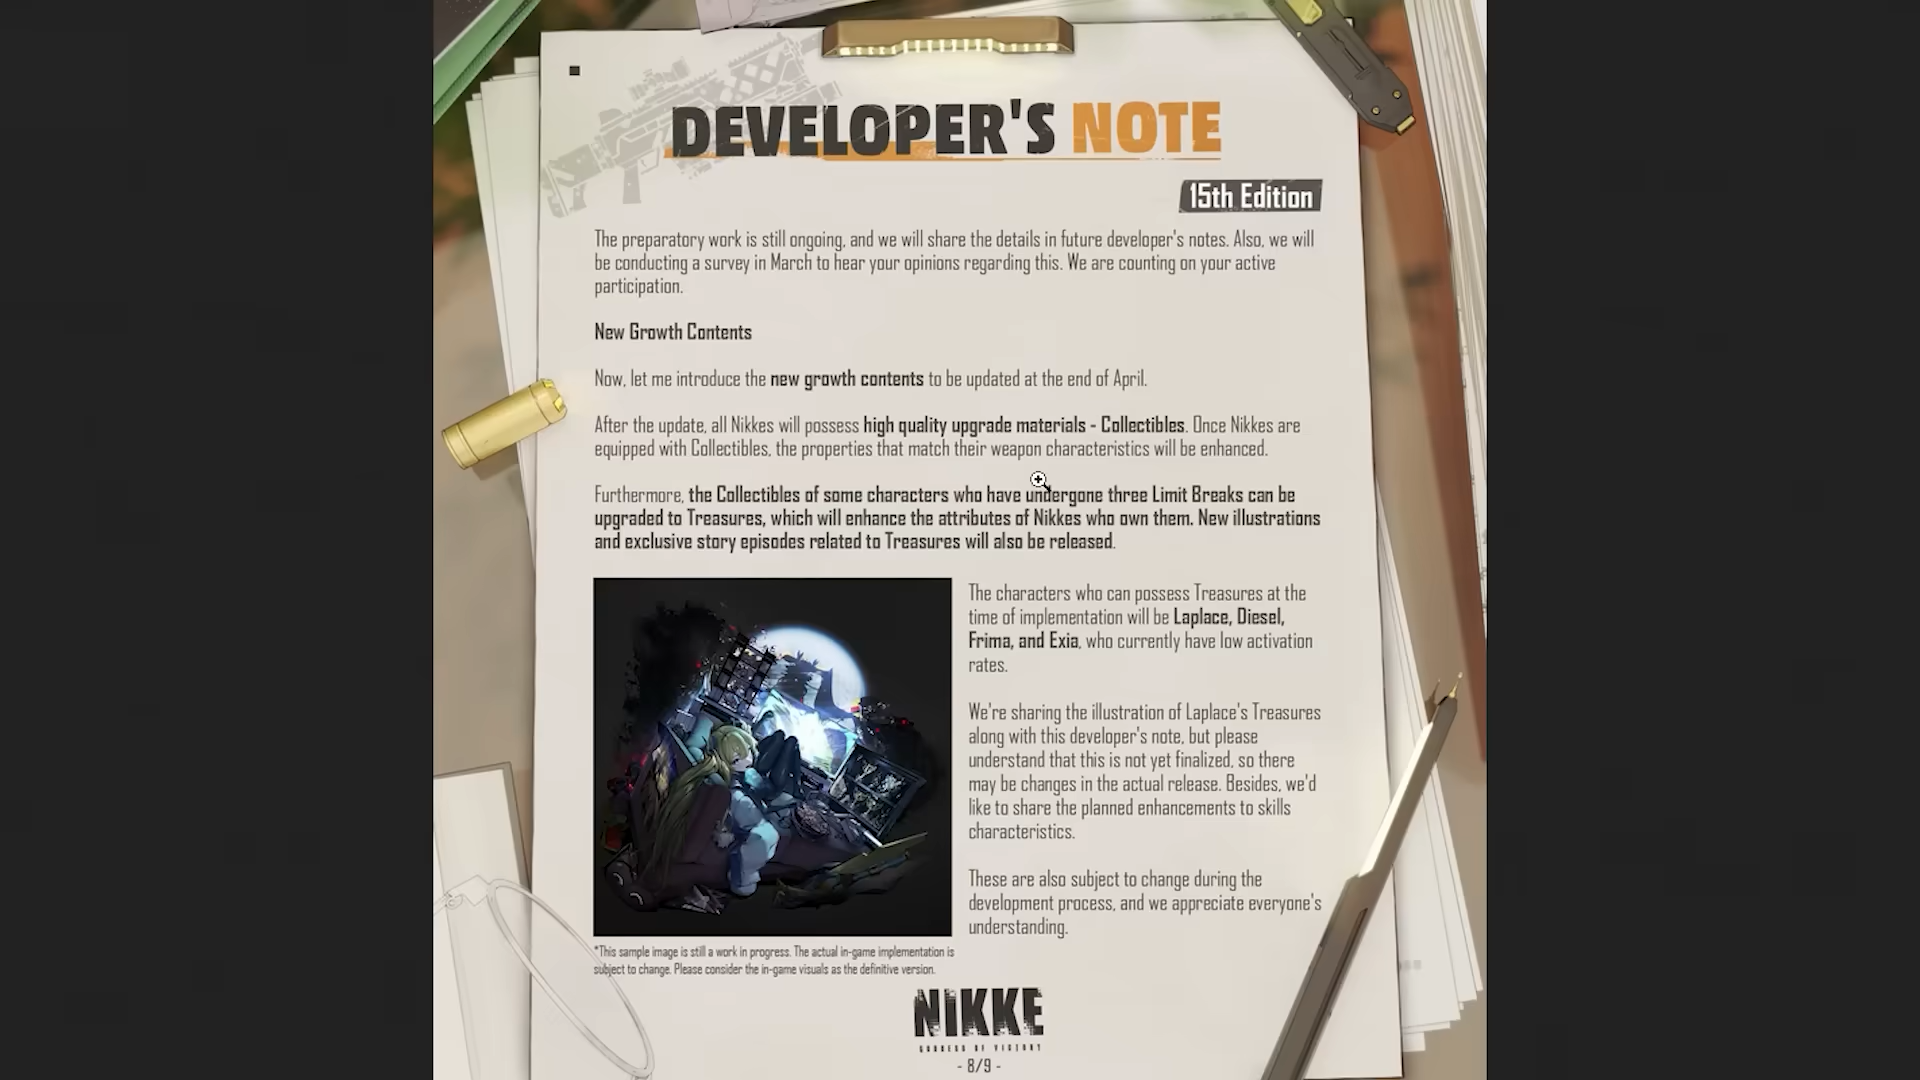 DEVELOPER'S NOTE
15th Edition
The preparatory work is still ongoing, and we will share the details in future developer's notes. Also, we will
be conducting a survey in March to hear your opinions regarding this. We are counting on your active
participation.
New Growth Contents
Now, let me introduce the new growth contents to be updated at the end of April.
After the update, all Nikkes will possess high quality upgrade materials - Collectibles. Once Nikkes are
equipped with Collectibles, the properties that match their weapon characteristics will be enhanced.
Furthermore, the Collectibles of some characters who have undergone three Limit Breaks can be
upgraded to Treasures, which will enhance the attributes of Nikkes who own them. New illustrations
and exclusive story episodes related to Treasures will also be released.
The characters who can possess Treasures at the
time of implementation will be Laplace, Diesel,
Frima, and Exia, who currently have low activation
rates.
We're sharing the illustration of Laplace's Treasures
along with this developer's note, but please
understand that this is not yet finalized, so there
may be changes in the actual release. Besides, we'd
like to share the planned enhancements to skills
characteristics.
These are also subject to change during the
development process, and we appreciate everyone's
understanding.
*This sample image is still a work in progress. The actual in-game implementation is
subject to change. Please consider the in-game visuals as the definitive version.
NIKKE
GODDESS OF VICTORY
- 8/9 -